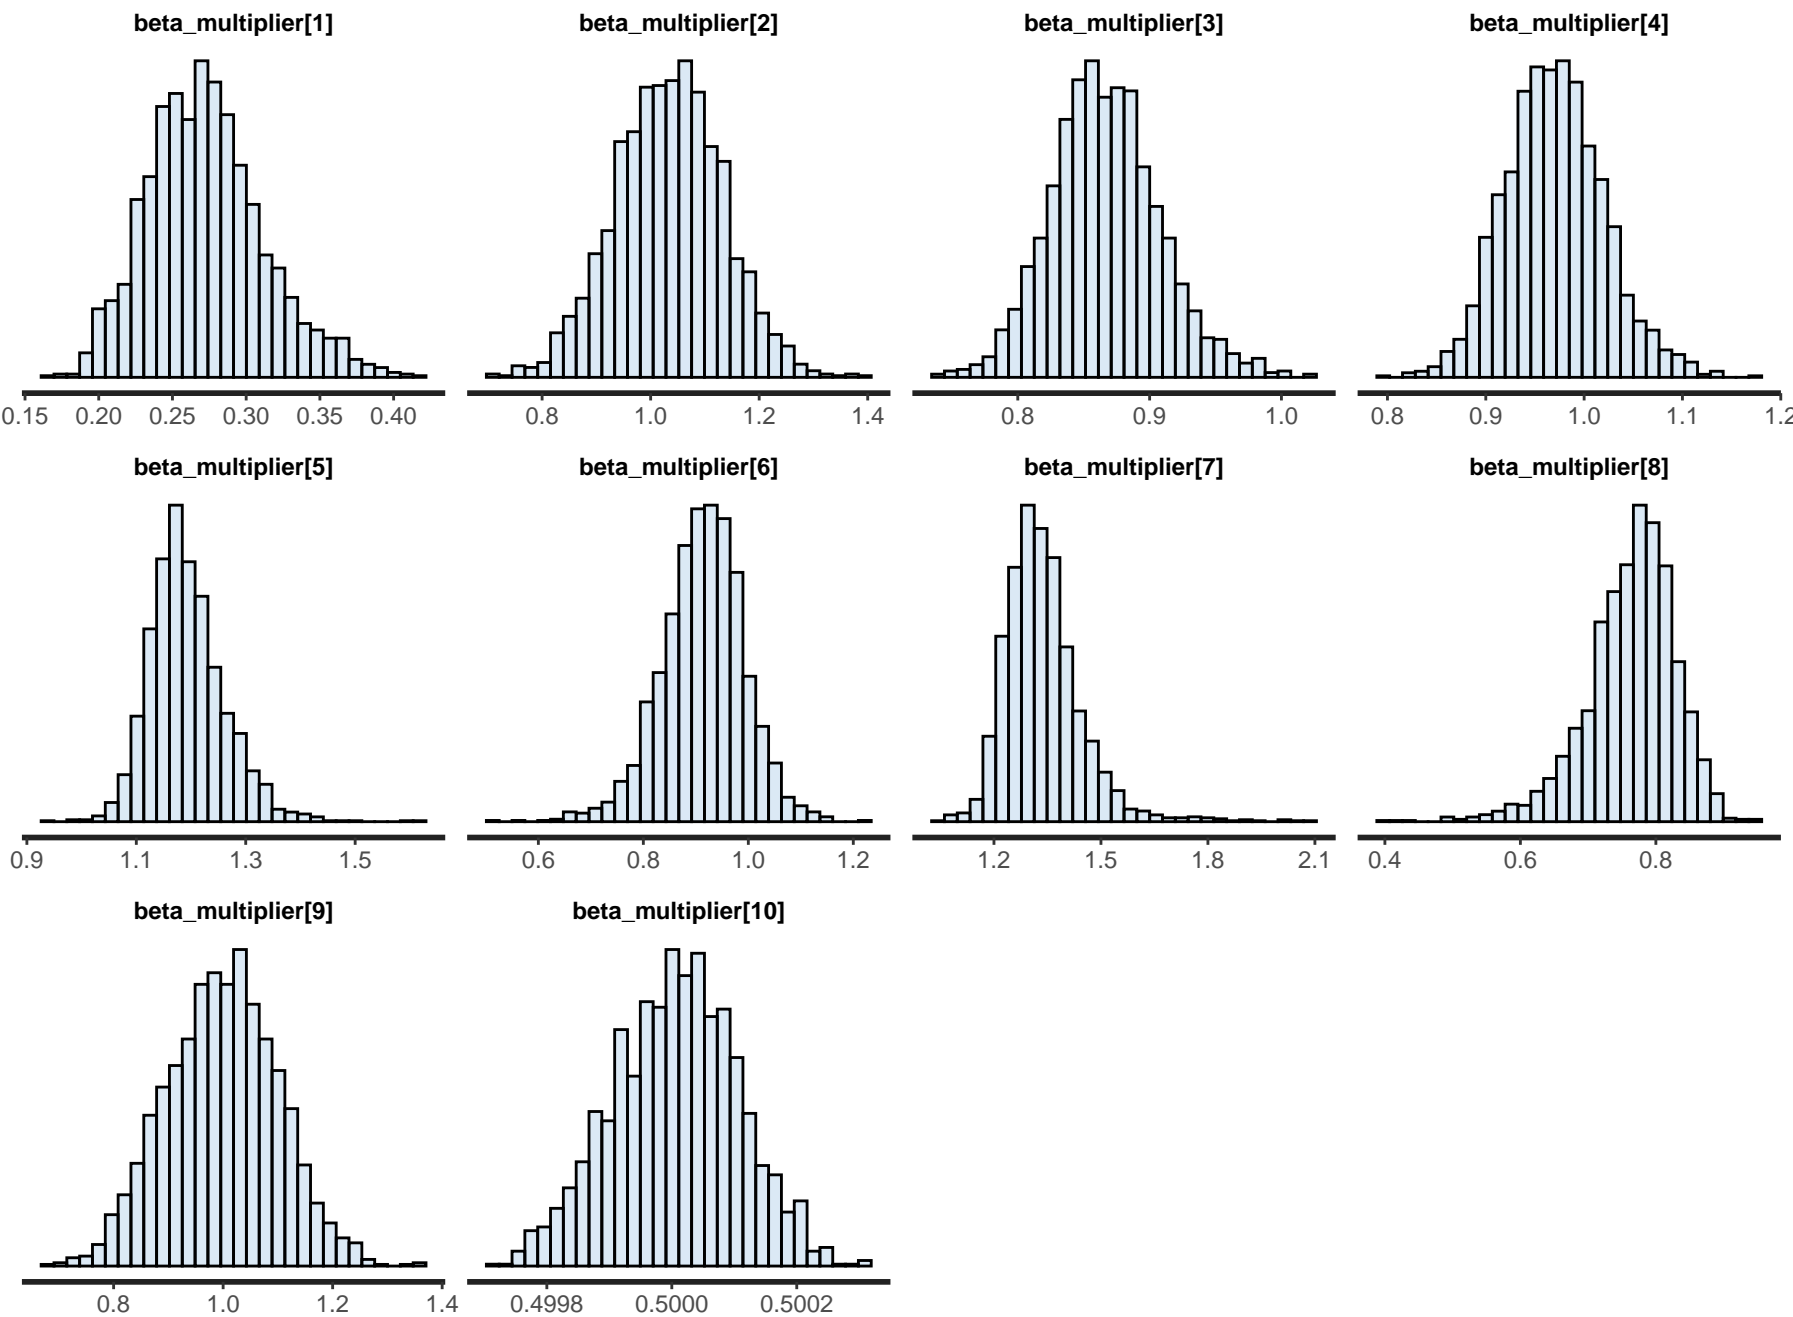 beta_multiplier[1] beta_multiplier[2] beta_multiplier[3] beta_multiplier[4]
0.15 0.20 0.25 0.30 0.35 0.40 0.8 1.0 1.2 1.4 0.8 0.9 1.0 0.8 0.9 1.0 1.1 1.2
beta_multiplier[5] beta_multiplier[6] beta_multiplier[7] beta_multiplier[8]
0.9 1.1 1.3 1.5 0.6 0.8 1.0 1.2 1.2 1.5 1.8 2.1 0.4 0.6 0.8
beta_multiplier[9] beta_multiplier[10]
0.8 1.0 1.2 1.4 0.4998 0.5000 0.5002